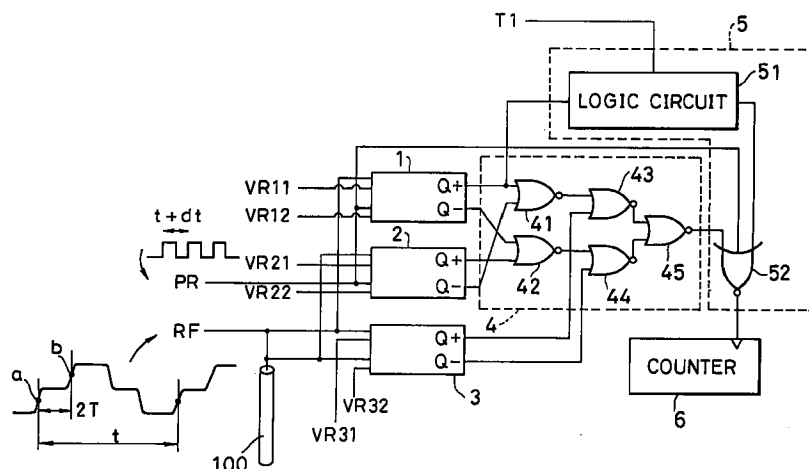 T1
5
51
LOGIC CIRCUIT
1
VR11
VR12
Q+
Q-
43
41
t+dt
2
VR21
PR
VR22
Q+
Q-
42
44
45
52
4
RF
Q+
Q-
3
COUNTER
6
a
b
2T
t
VR32
VR31
100